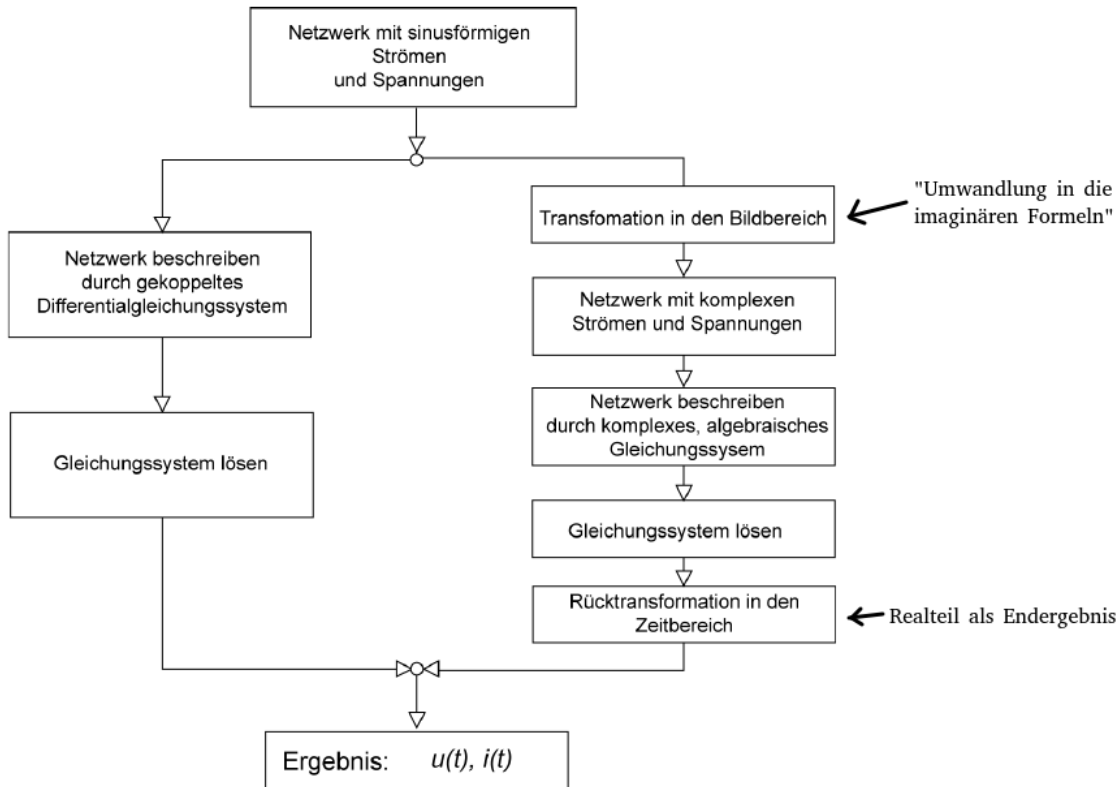 Netzwerk mit sinusförmigen
Strömen
und Spannungen
Netzwerk beschreiben
durch gekoppeltes
Differentialgleichungssystem
Gleichungssystem lösen
Transfomation in den Bildbereich
"Umwandlung in die
imaginären Formeln"
Netzwerk mit komplexen
Strömen und Spannungen
Netzwerk beschreiben
durch komplexes, algebraisches
Gleichungssysem
Gleichungssystem lösen
Rücktransformation in den
Zeitbereich
Realteil als Endergebnis
Ergebnis: u(t), i(t)